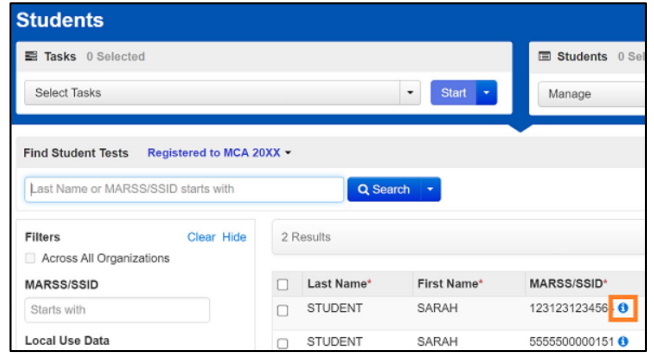 Students
Tasks 0 Selected
Students 0 Sel
Select Tasks
Start
Manage
Find Student Tests Registered to MCA 20XX
Last Name or MARSS/SSID starts with
Search
Filters Clear Hide
2 Results
Across All Organizations
MARSS/SSID
Last Name* First Name* MARSS/SSID*
Starts with
STUDENT SARAH 123123123456
Local Use Data
STUDENT SARAH 5555500000151